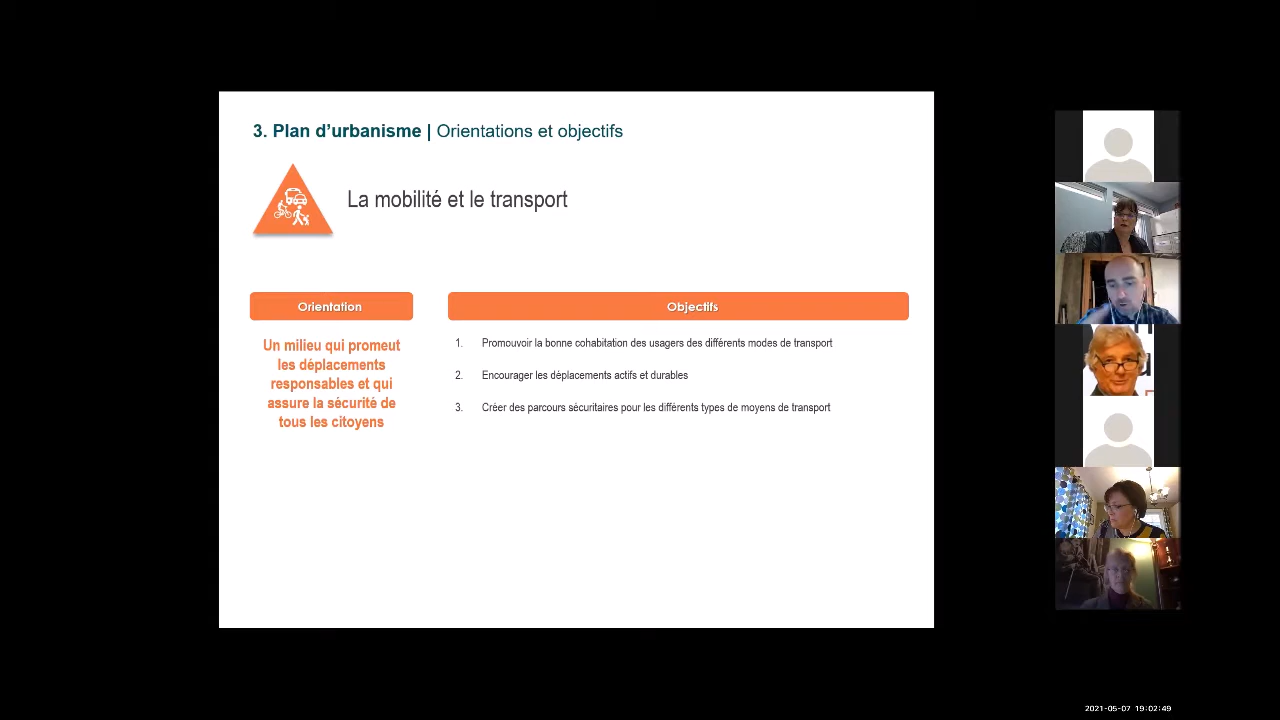 3. Plan d'urbanisme | Orientations et objectifs
La mobilité et le transport
Orientation
Objectifs
Un milieu qui promeut
les déplacements
responsables et qui
assure la sécurité de
tous les citoyens
1. Promouvoir la bonne cohabitation des usagers des différents modes de transport
2. Encourager les déplacements actifs et durables
3. Créer des parcours sécuritaires pour les différents types de moyens de transport
2021-05-07 19:02:49